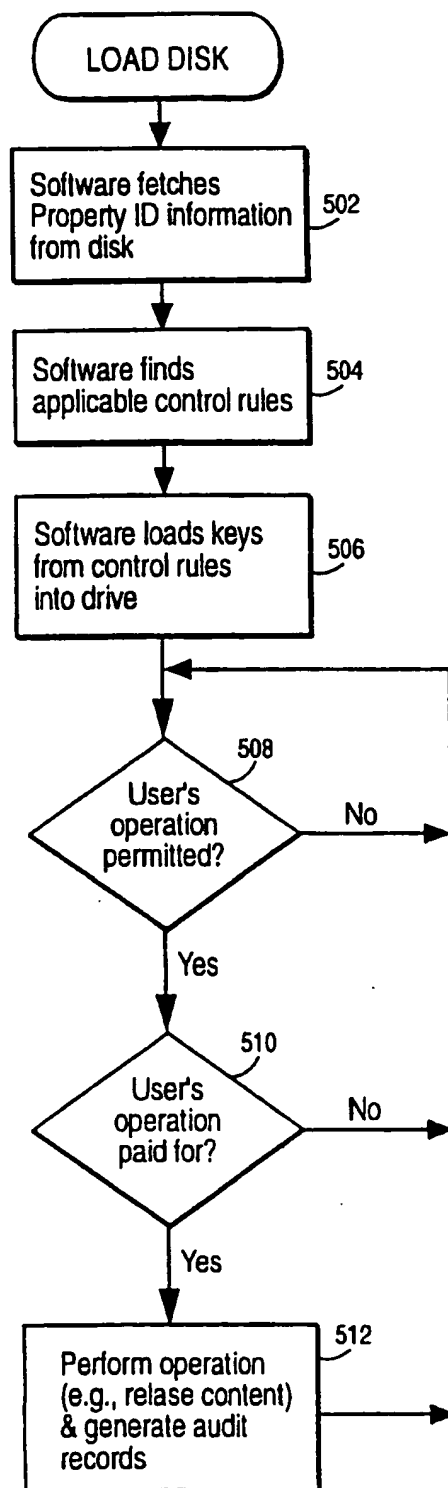 LOAD DISK
Software fetches
Property ID information
from disk
502
Software finds
applicable control rules
504
Software loads keys
from control rules
into drive
506
508
User's
operation
permitted?
No
Yes
510
User's
operation
paid for?
No
Yes
512
Perform operation
(e.g., relase content)
& generate audit
records